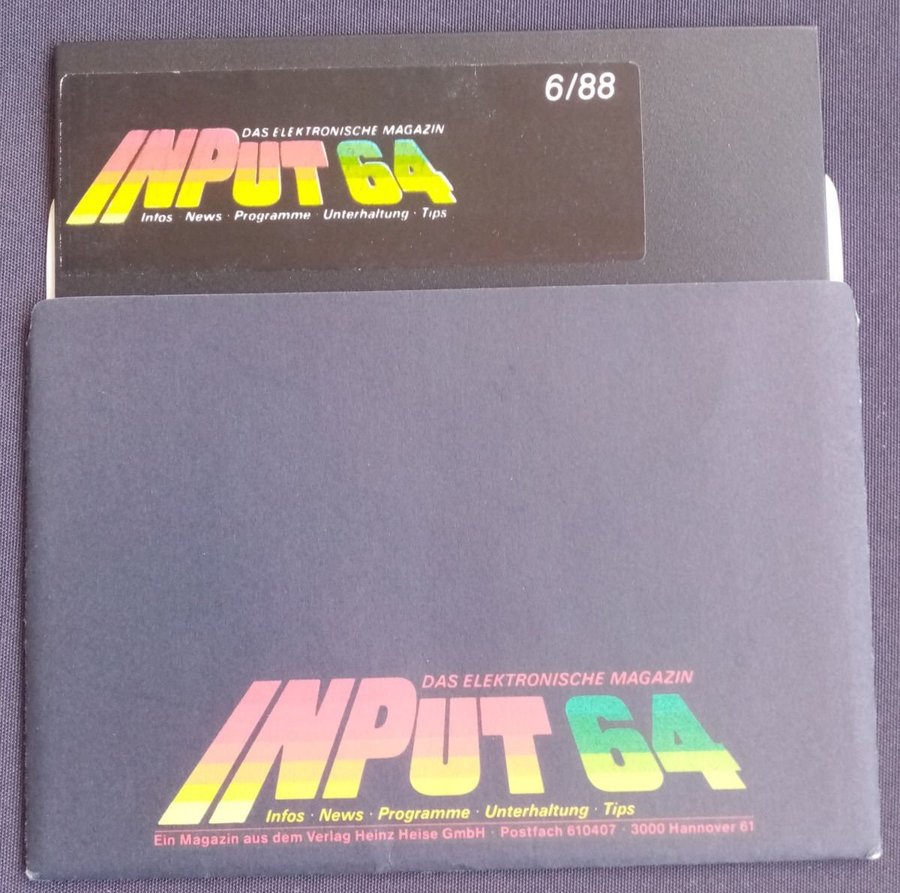 6/88
DAS ELEKTRONISCHE MAGAZIN
INPUT 64
Infos · News · Programme · Unterhaltung · Tips
DAS ELEKTRONISCHE MAGAZIN
INPUT 64
Infos · News · Programme · Unterhaltung · Tips
Ein Magazin aus dem Verlag Heinz Heise GmbH · Postfach 610407 · 3000 Hannover 61